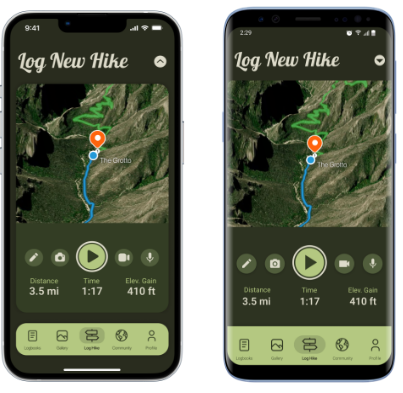 9:41
Log New Hike
The Grotto
Distance Time Elev. Gain
3.5 mi 1:17 410 ft
Logbooks Gallery Log Hike Community Profile
2:29
Log New Hike
The Grotto
Distance Time Elev. Gain
3.5 mi 1:17 410 ft
Logbooks Gallery Log Hike Community Profile